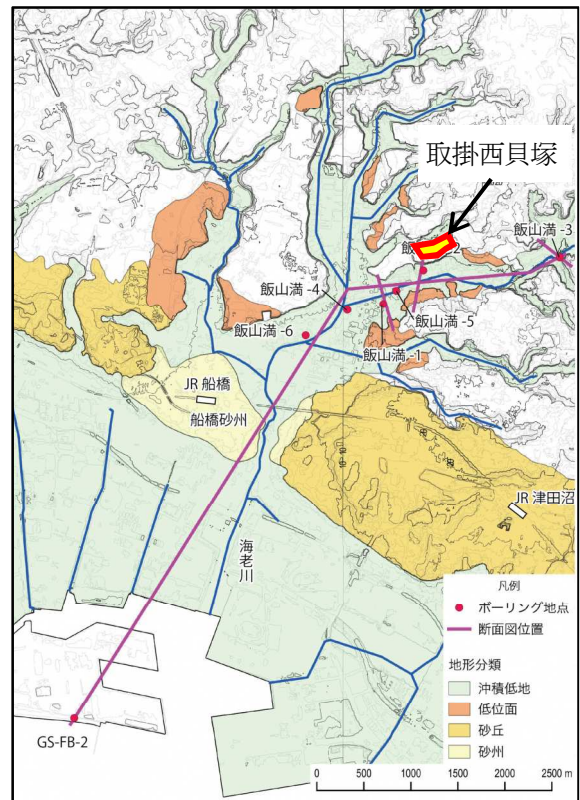 取掛西貝塚
飯山満 -3
飯山満 -4
飯山満 -5
飯山満 -6
飯山満 -1
JR 船橋
船橋砂州
JR 津田沼
海老川
GS-FB-2
凡例
ボーリング地点
断面図位置
地形分類
沖積低地
低位面
砂丘
砂州
0 500 1000 1500 2000 2500 m